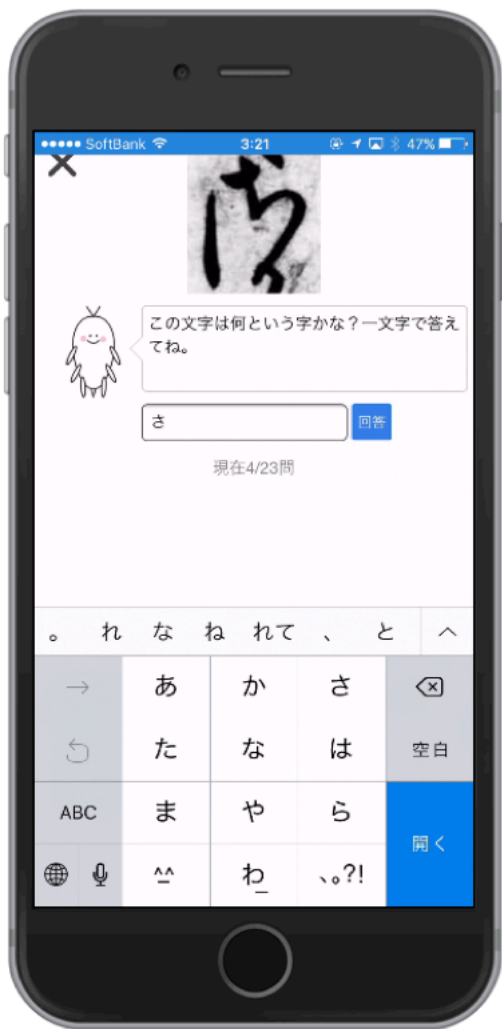 SoftBank 3:21 47%
この文字は何という字かな？一文字で答え
てね。
さ 回答
現在4/23問
。 れ な ね れて 、 と
→ あ か さ
た な は 空白
ABC ま や ら 開く
^^ わ 、。?!